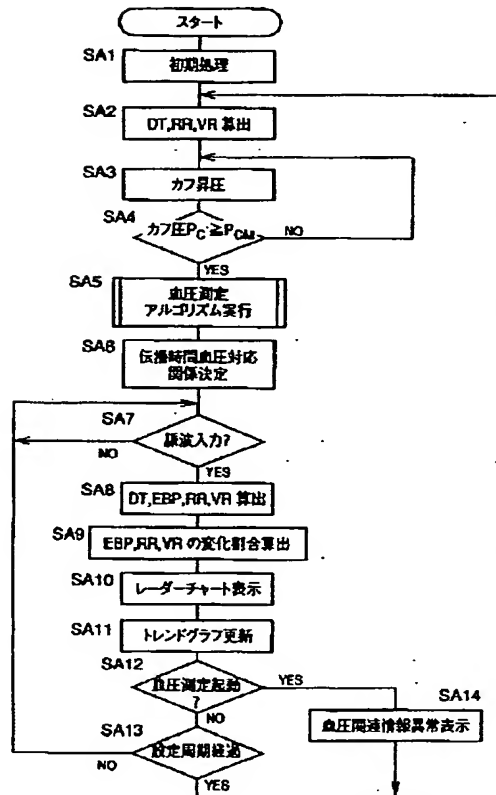 スタート
SA1
初期処理
SA2
DT,RR,VR 算出
SA3
カフ昇圧
SA4
カフ圧PC≧PCM
NO
YES
SA5
血圧測定
アルゴリズム実行
SA6
伝播時間血圧対応
関係決定
SA7
脈波入力?
NO
YES
SA8
DT,EBP,RR,VR 算出
SA9
EBP,RR,VR の変化割合算出
SA10
レーダーチャート表示
SA11
トレンドグラフ更新
SA12
血圧測定起動
?
YES
NO
SA14
血圧関連情報異常表示
SA13
設定周期経過
NO
YES